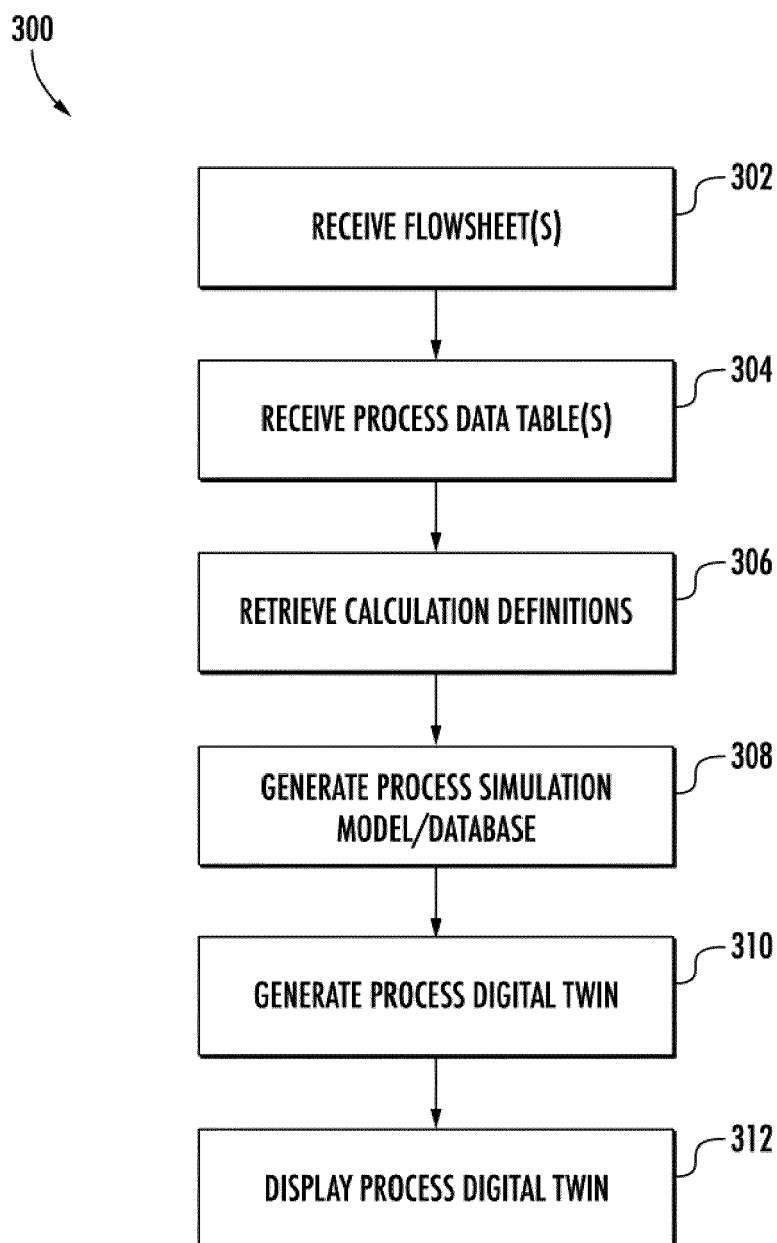 300
302
RECEIVE FLOWSHEET(S)
304
RECEIVE PROCESS DATA TABLE(S)
306
RETRIEVE CALCULATION DEFINITIONS
308
GENERATE PROCESS SIMULATION
MODEL/DATABASE
310
GENERATE PROCESS DIGITAL TWIN
312
DISPLAY PROCESS DIGITAL TWIN